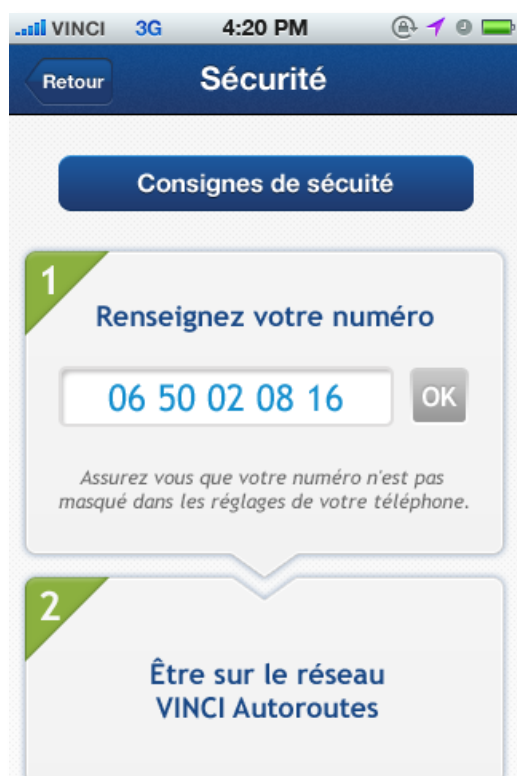 VINCI 3G 4:20 PM
Retour Sécurité
Consignes de sécuité
1
Renseignez votre numéro
06 50 02 08 16 OK
Assurez vous que votre numéro n'est pas
masqué dans les réglages de votre téléphone.
2
Être sur le réseau
VINCI Autoroutes